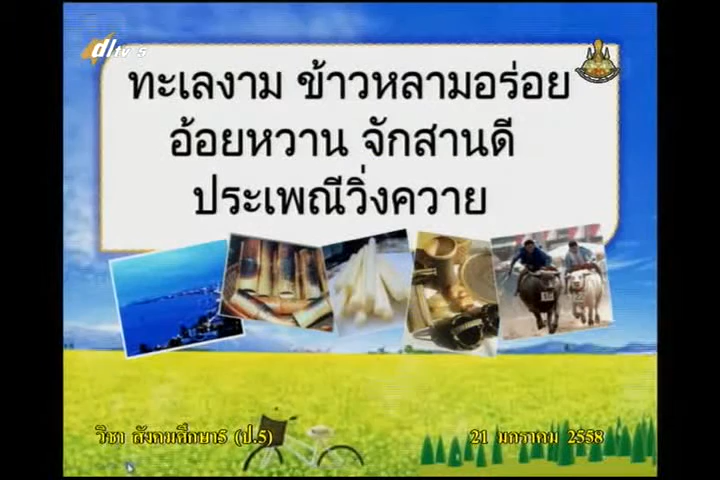 dltv 5
ทะเลงาม ข้าวหลามอร่อย
อ้อยหวาน จักสานดี
ประเพณีวิ่งควาย
วิชา สังคมศึกษา5 (ป.5)
21 มกราคม 2558